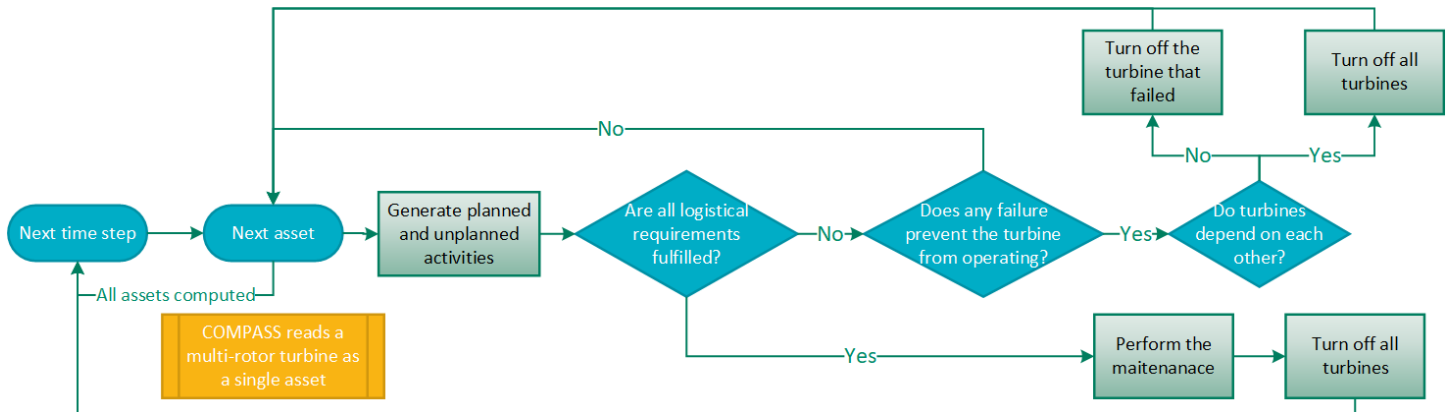 Turn off the
turbine that
failed
Turn off all
turbines
No
No
Yes
Next time step
Next asset
Generate planned
and unplanned
activities
Are all logistical
requirements
fulfilled?
No
Does any failure
prevent the turbine
from operating?
Yes
Do turbines
depend on each
other?
All assets computed
COMPASS reads a
multi-rotor turbine as
a single asset
Yes
Perform the
maitenanace
Turn off all
turbines